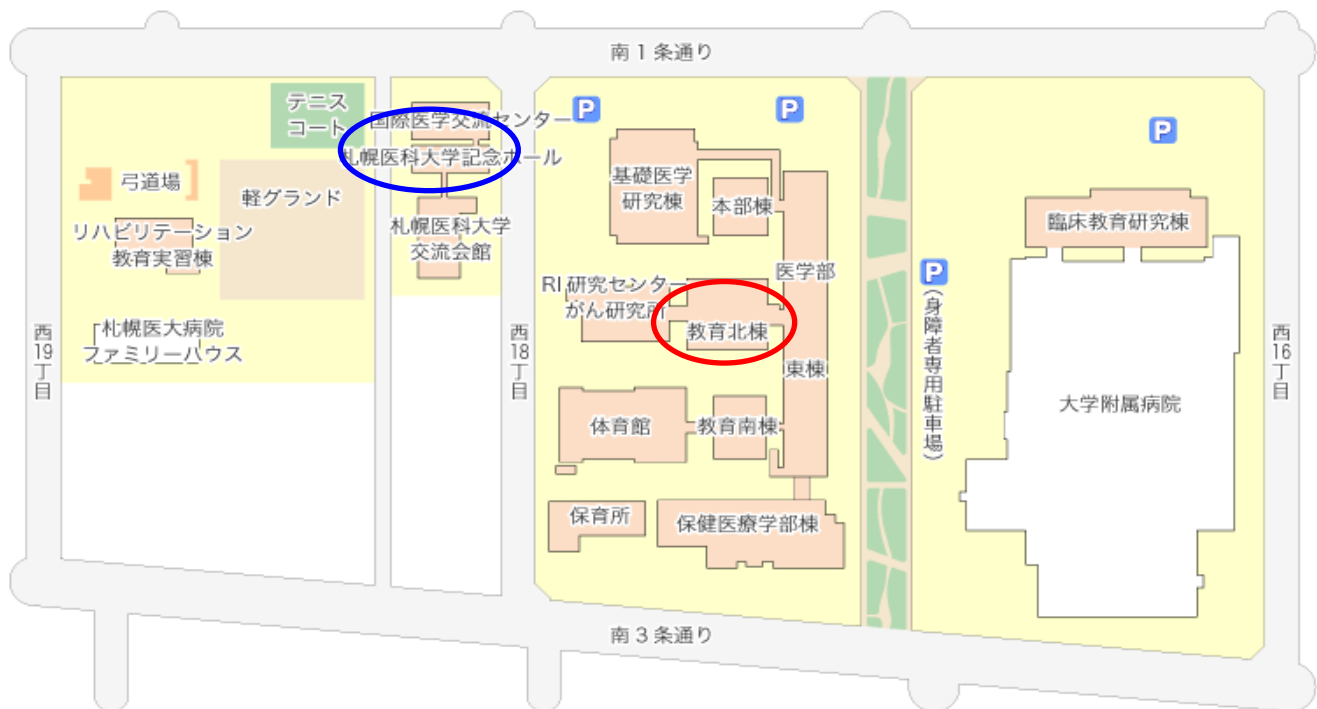 南1条通り
テニス
コート
国際医学交流センター
P
P
P
札幌医科大学記念ホール
弓道場
軽グランド
基礎医学
研究棟
本部棟
臨床教育研究棟
リハビリテーション
教育実習棟
札幌医科大学
交流会館
医学部
P
(身障者専用駐車場)
RI研究センター
がん研究所
教育北棟
西19丁目
札幌医大病院
ファミリーハウス
西18丁目
東棟
西16丁目
大学附属病院
体育館
教育南棟
保育所
保健医療学部棟
南3条通り